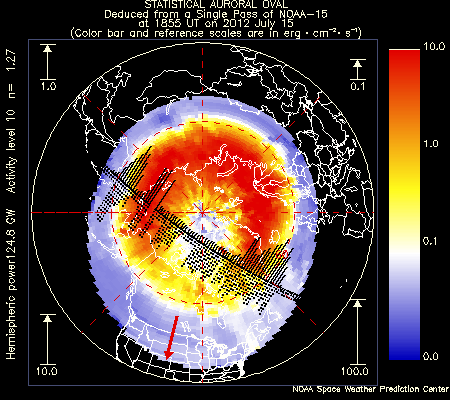 STATISTICAL AURORAL OVAL
Deduced from a Single Pass of NOAA-15
at 1855 UT on 2012 July 15
(Color bar and reference scales are in erg · cm⁻² · s⁻¹)
1.0
0.1
10.0
1.0
0.1
0.0
Hemispheric power124.8 GW Activity level 10 n= 1.27
10.0
100.0
NOAA Space Weather Prediction Center